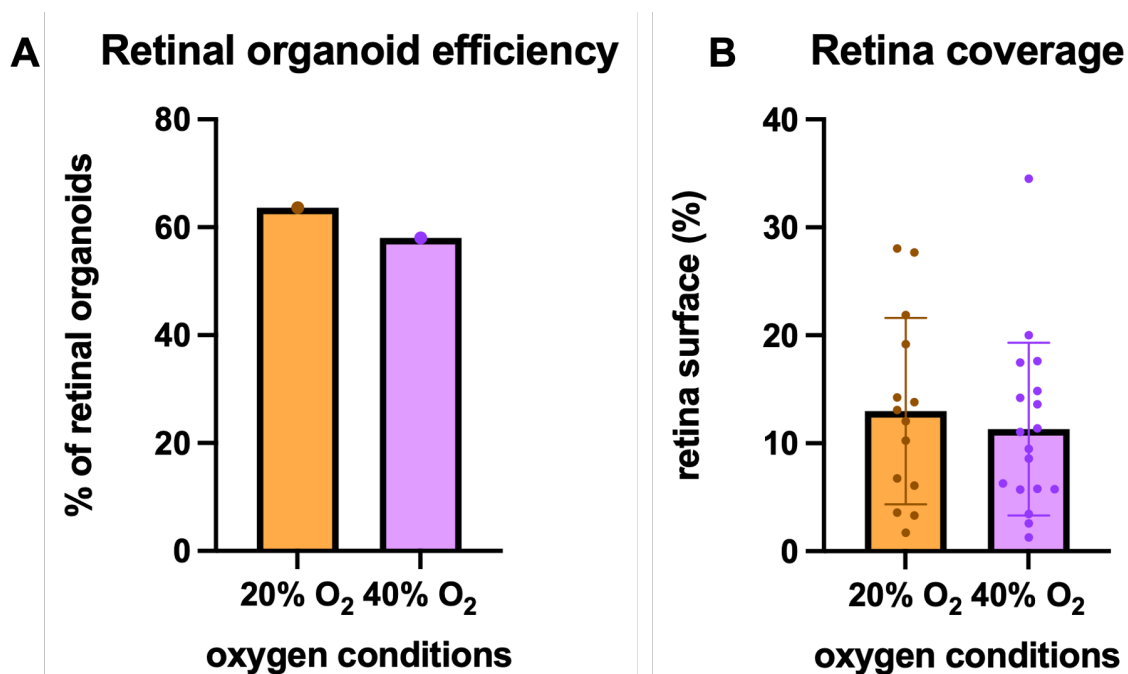 A
Retinal organoid efficiency
% of retinal organoids
80
60
40
20
0
20% O₂ 40% O₂
oxygen conditions
B
Retina coverage
retina surface (%)
40
30
20
10
0
20% O₂ 40% O₂
oxygen conditions